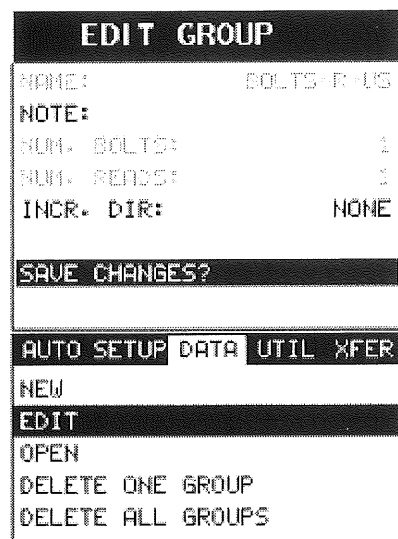 EDIT GROUP
NAME: BOLTS-R-US
NOTE:
NUM. BOLTS: 1
NUM. READS: 1
INCR. DIR: NONE
SAVE CHANGES?
AUTO SETUP DATA UTIL XFER
NEW
EDIT
OPEN
DELETE ONE GROUP
DELETE ALL GROUPS